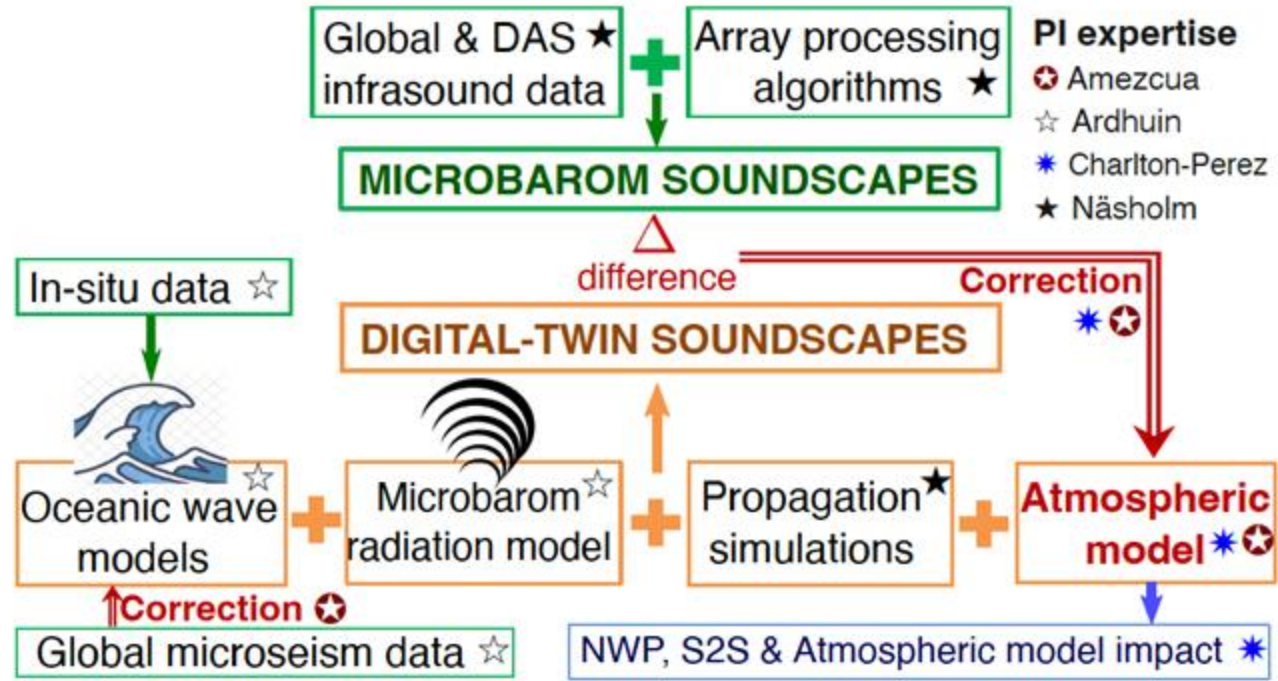 Global & DAS ★
infrasound data
Array processing
algorithms ★
PI expertise
✪ Amezcua
☆ Ardhuin
✷ Charlton-Perez
★ Näsholm
MICROBAROM SOUNDSCAPES
△
difference
Correction
✷ ✪
In-situ data ☆
DIGITAL-TWIN SOUNDSCAPES
Oceanic wave ☆
models
Microbarom ☆
radiation model
Propagation ★
simulations
Atmospheric
model ✷ ✪
Correction ✪
Global microseism data ☆
NWP, S2S & Atmospheric model impact ✷